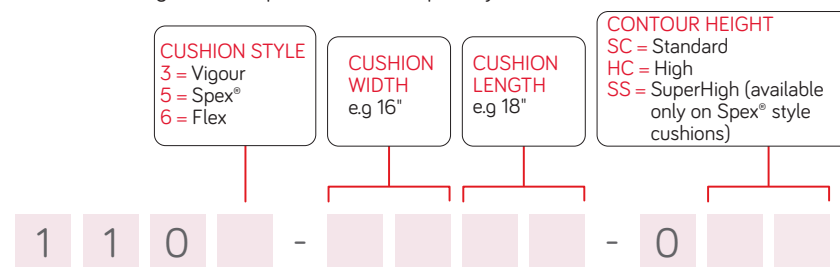 CUSHION STYLE
3 = Vigour
5 = Spex®
6 = Flex
CUSHION
WIDTH
e.g 16"
CUSHION
LENGTH
e.g 18"
CONTOUR HEIGHT
SC = Standard
HC = High
SS = SuperHigh (available
only on Spex® style
cushions)
1 1 0 - - 0